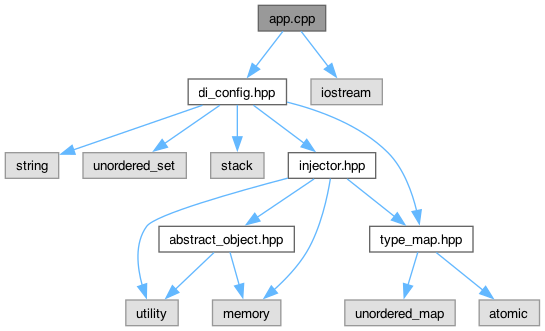 app.cpp
di_config.hpp
iostream
string
unordered_set
stack
injector.hpp
abstract_object.hpp
type_map.hpp
utility
memory
unordered_map
atomic